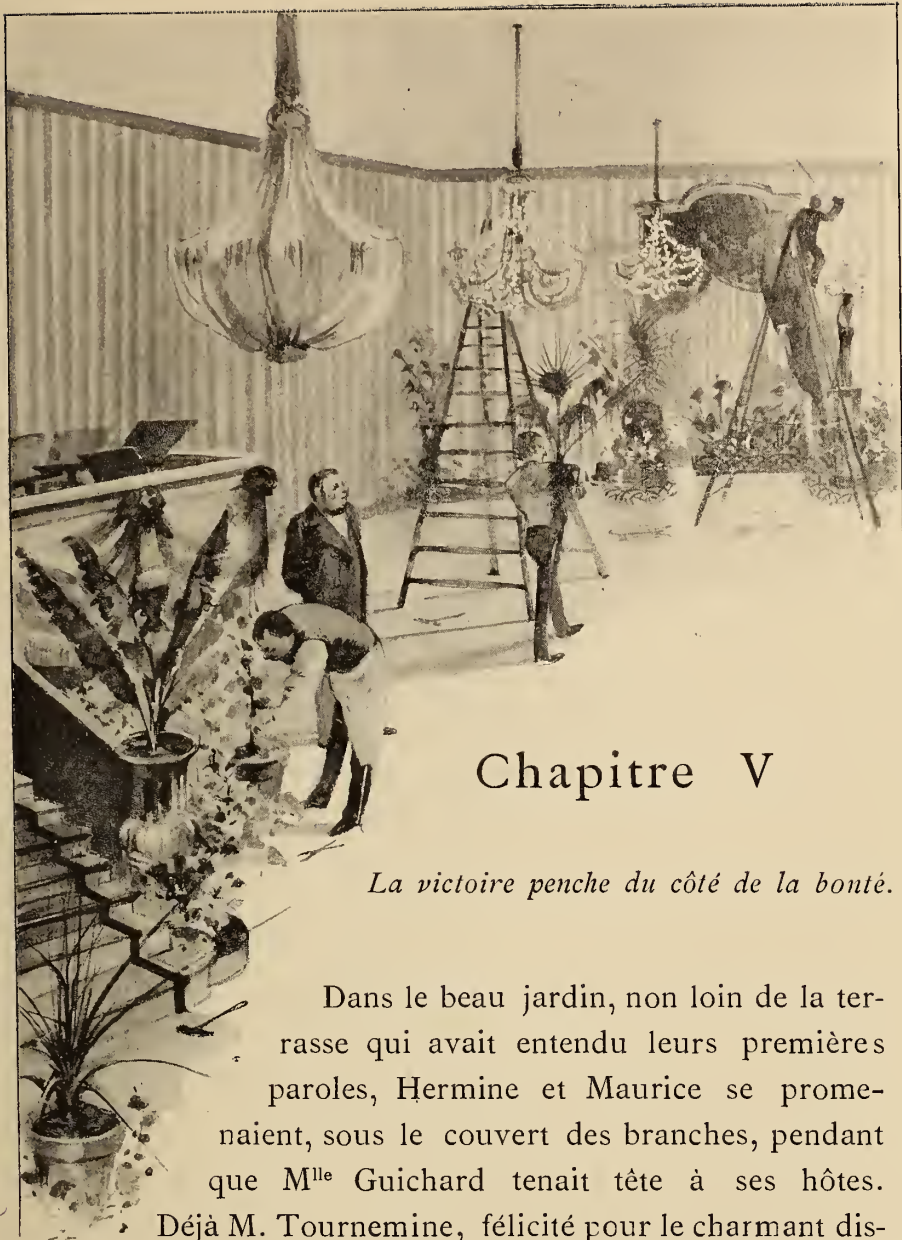 Chapitre V
La victoire penche du côté de la bonté.
Dans le beau jardin, non loin de la ter-
rasse qui avait entendu leurs premières
paroles, Hermine et Maurice se prome-
naient, sous le couvert des branches, pendant
que Mlle Guichard tenait tête à ses hôtes.
Déjà M. Tournemine, félicité pour le charmant dis-